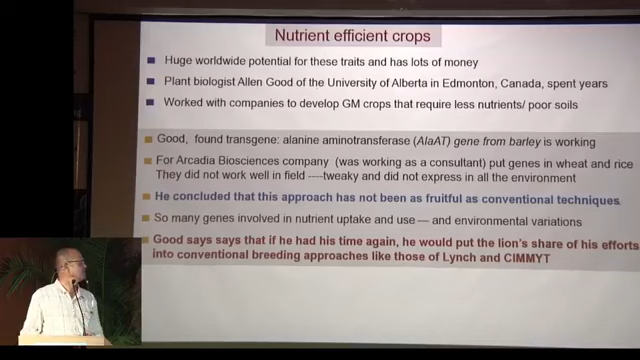 Nutrient efficient crops
Huge worldwide potential for these traits and has lots of money
Plant biologist Allen Good of the University of Alberta in Edmonton, Canada, spent years
Worked with companies to develop GM crops that require less nutrients/ poor soils
Good, found transgene: alanine aminotransferase (AlaAT) gene from barley is working
For Arcadia Biosciences company (was working as a consultant) put genes in wheat and rice
They did not work well in field ----tweaky and did not express in all the environment
He concluded that this approach has not been as fruitful as conventional techniques.
So many genes involved in nutrient uptake and use — and environmental variations
Good says says that if he had his time again, he would put the lion's share of his efforts
into conventional breeding approaches like those of Lynch and CIMMYT